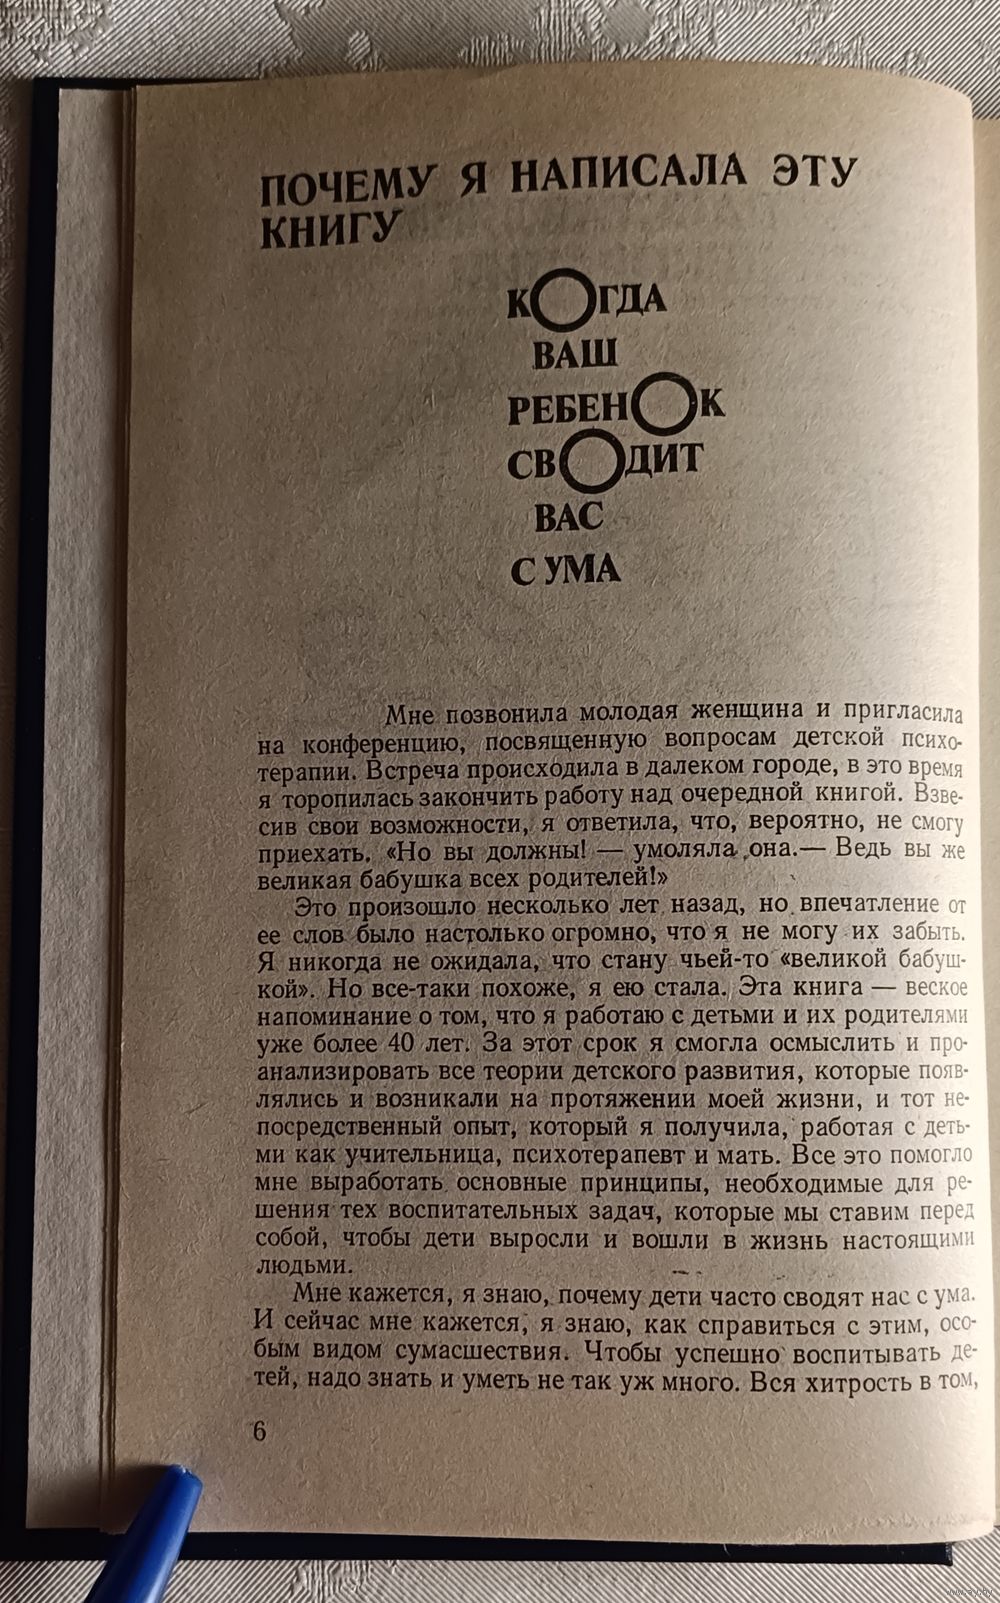 ПОЧЕМУ Я НАПИСАЛА ЭТУ
КНИГУ
КОГДА
ВАШ
РЕБЕНОК
СВОДИТ
ВАС
С УМА
Мне позвонила молодая женщина и пригласила
на конференцию, посвященную вопросам детской психо-
терапии. Встреча происходила в далеком городе, в это время
я торопилась закончить работу над очередной книгой. Взве-
сив свои возможности, я ответила, что, вероятно, не смогу
приехать. «Но вы должны! — умоляла она.— Ведь вы же
великая бабушка всех родителей!»
Это произошло несколько лет назад, но впечатление от
ее слов было настолько огромно, что я не могу их забыть.
Я никогда не ожидала, что стану чьей-то «великой бабуш-
кой». Но все-таки похоже, я ею стала. Эта книга — веское
напоминание о том, что я работаю с детьми и их родителями
уже более 40 лет. За этот срок я смогла осмыслить и про-
анализировать все теории детского развития, которые появ-
лялись и возникали на протяжении моей жизни, и тот не-
посредственный опыт, который я получила, работая с деть-
ми как учительница, психотерапевт и мать. Все это помогло
мне выработать основные принципы, необходимые для ре-
шения тех воспитательных задач, которые мы ставим перед
собой, чтобы дети выросли и вошли в жизнь настоящими
людьми.
Мне кажется, я знаю, почему дети часто сводят нас с ума.
И сейчас мне кажется, я знаю, как справиться с этим, осо-
бым видом сумасшествия. Чтобы успешно воспитывать де-
тей, надо знать и уметь не так уж много. Вся хитрость в том,
6